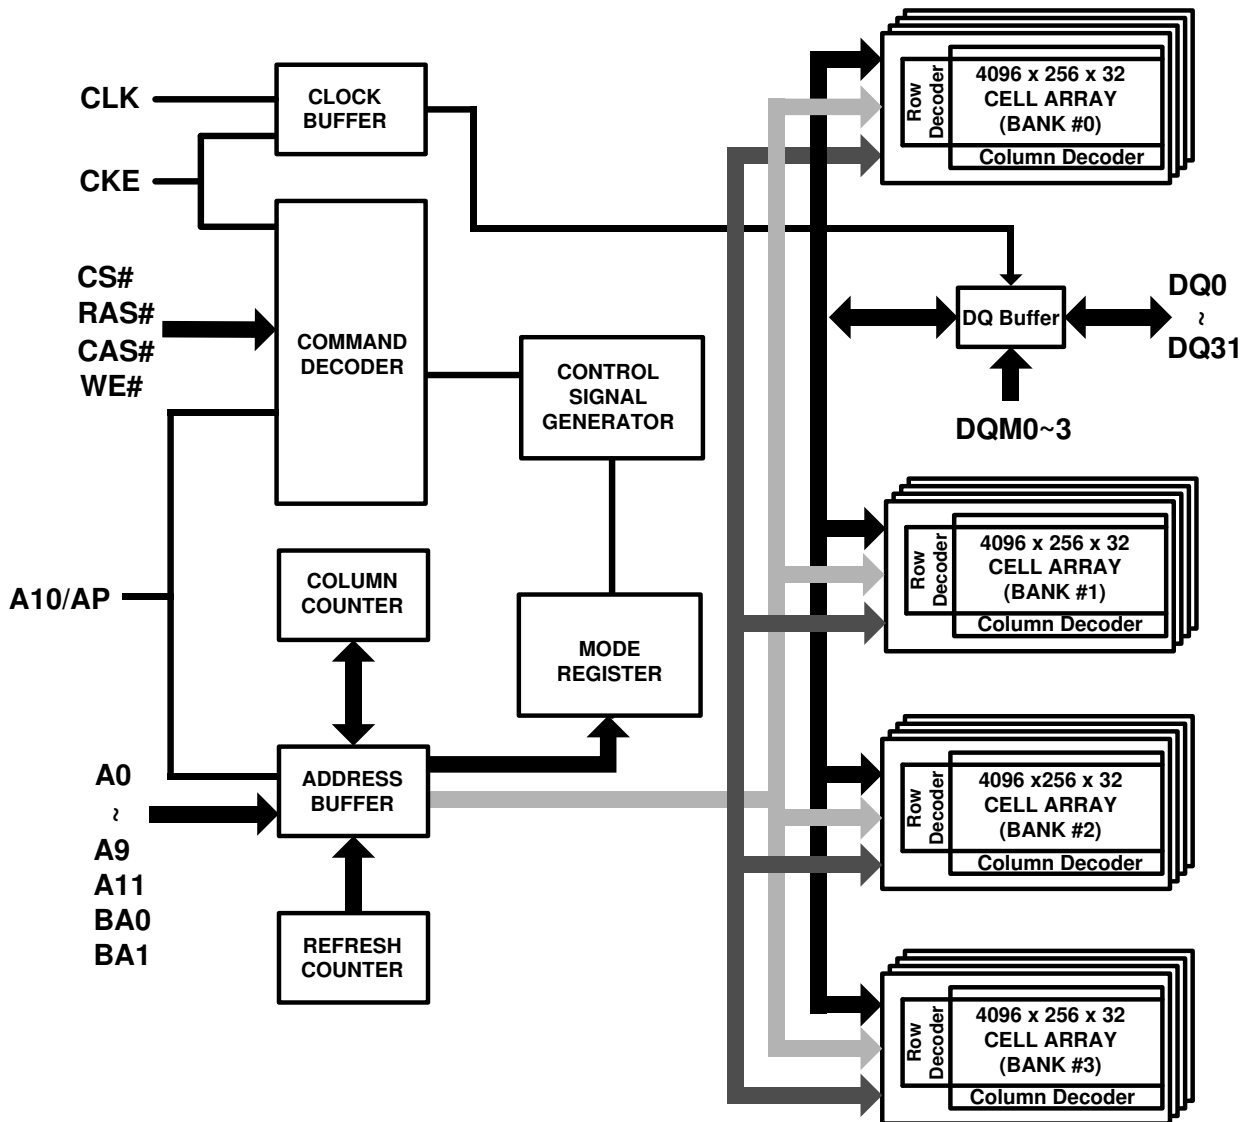 CLK
CKE
CLOCK
BUFFER
CS#
RAS#
CAS#
WE#
COMMAND
DECODER
CONTROL
SIGNAL
GENERATOR
A10/AP
COLUMN
COUNTER
MODE
REGISTER
A0
~
A9
A11
BA0
BA1
ADDRESS
BUFFER
REFRESH
COUNTER
Row
Decoder
4096 x 256 x 32
CELL ARRAY
(BANK #0)
Column Decoder
DQ Buffer
DQ0
~
DQ31
DQM0~3
Row
Decoder
4096 x 256 x 32
CELL ARRAY
(BANK #1)
Column Decoder
Row
Decoder
4096 x256 x 32
CELL ARRAY
(BANK #2)
Column Decoder
Row
Decoder
4096 x 256 x 32
CELL ARRAY
(BANK #3)
Column Decoder